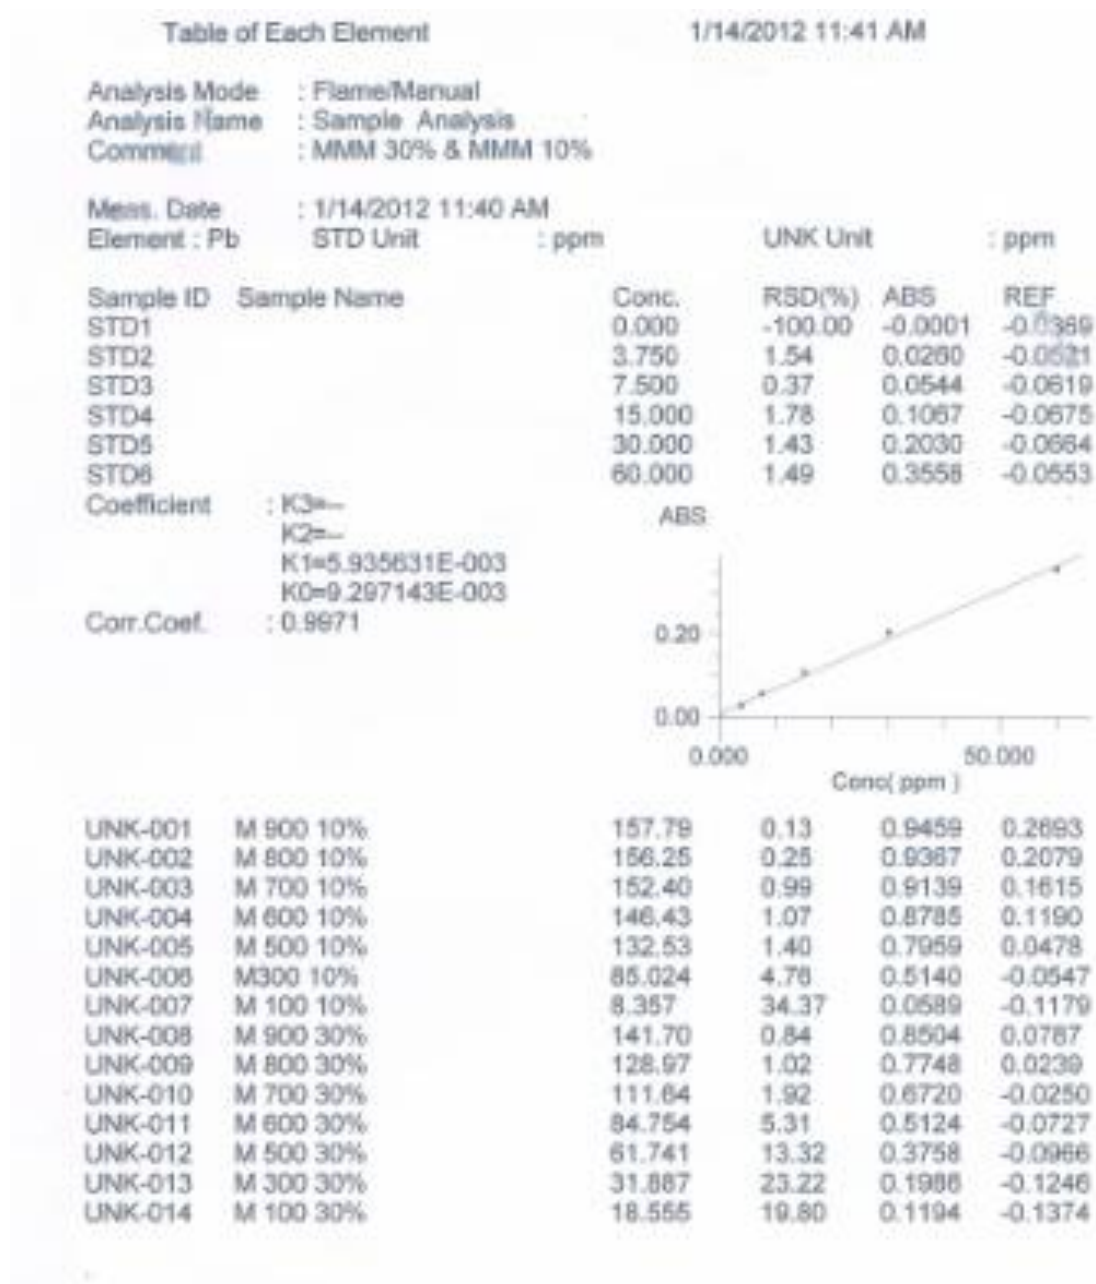 Table of Each Element 1/14/2012 11:41 AM
Analysis Mode : Flame/Manual
Analysis Name : Sample Analysis
Comment : MMM 30% & MMM 10%
Meas. Date : 1/14/2012 11:40 AM
Element : Pb STD Unit : ppm UNK Unit : ppm
Sample ID Sample Name Conc. RSD(%) ABS REF
STD1 0.000 -100.00 -0.0001 -0.0369
STD2 3.750 1.54 0.0260 -0.0521
STD3 7.500 0.37 0.0544 -0.0619
STD4 15.000 1.78 0.1067 -0.0675
STD5 30.000 1.43 0.2030 -0.0664
STD6 60.000 1.49 0.3558 -0.0553
Coefficient : K3=--
K2=--
K1=5.935631E-003
K0=9.297143E-003
Corr.Coef. : 0.9971
ABS
0.20
0.00
0.000 50.000
Conc( ppm )
UNK-001 M 900 10% 157.79 0.13 0.9459 0.2693
UNK-002 M 800 10% 156.25 0.25 0.9367 0.2079
UNK-003 M 700 10% 152.40 0.99 0.9139 0.1615
UNK-004 M 600 10% 146.43 1.07 0.8785 0.1190
UNK-005 M 500 10% 132.53 1.40 0.7959 0.0478
UNK-006 M300 10% 85.024 4.76 0.5140 -0.0547
UNK-007 M 100 10% 8.357 34.37 0.0589 -0.1179
UNK-008 M 900 30% 141.70 0.84 0.8504 0.0787
UNK-009 M 800 30% 128.97 1.02 0.7748 0.0239
UNK-010 M 700 30% 111.64 1.92 0.6720 -0.0250
UNK-011 M 600 30% 84.754 5.31 0.5124 -0.0727
UNK-012 M 500 30% 61.741 13.32 0.3758 -0.0966
UNK-013 M 300 30% 31.887 23.22 0.1986 -0.1246
UNK-014 M 100 30% 18.555 19.80 0.1194 -0.1374